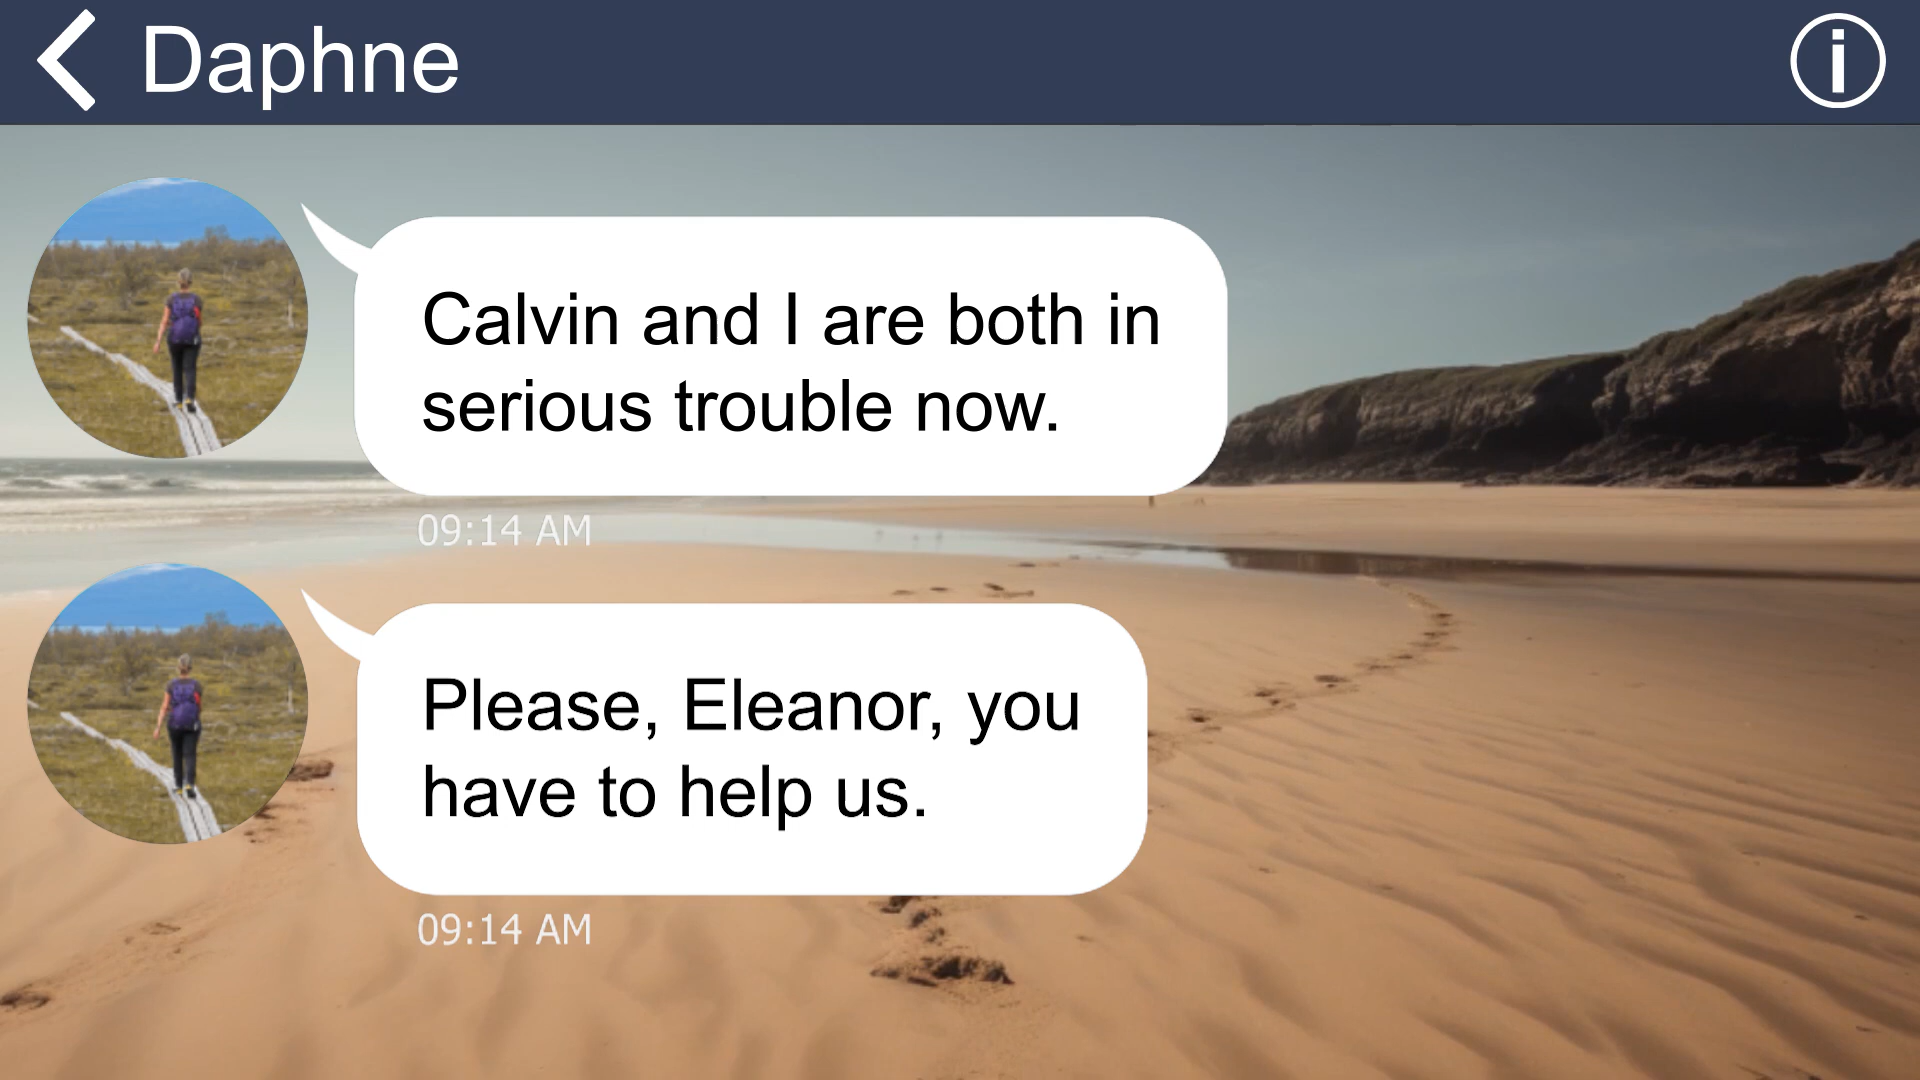 Daphne
Calvin and I are both in
serious trouble now.
09:14 AM
Please, Eleanor, you
have to help us.
09:14 AM